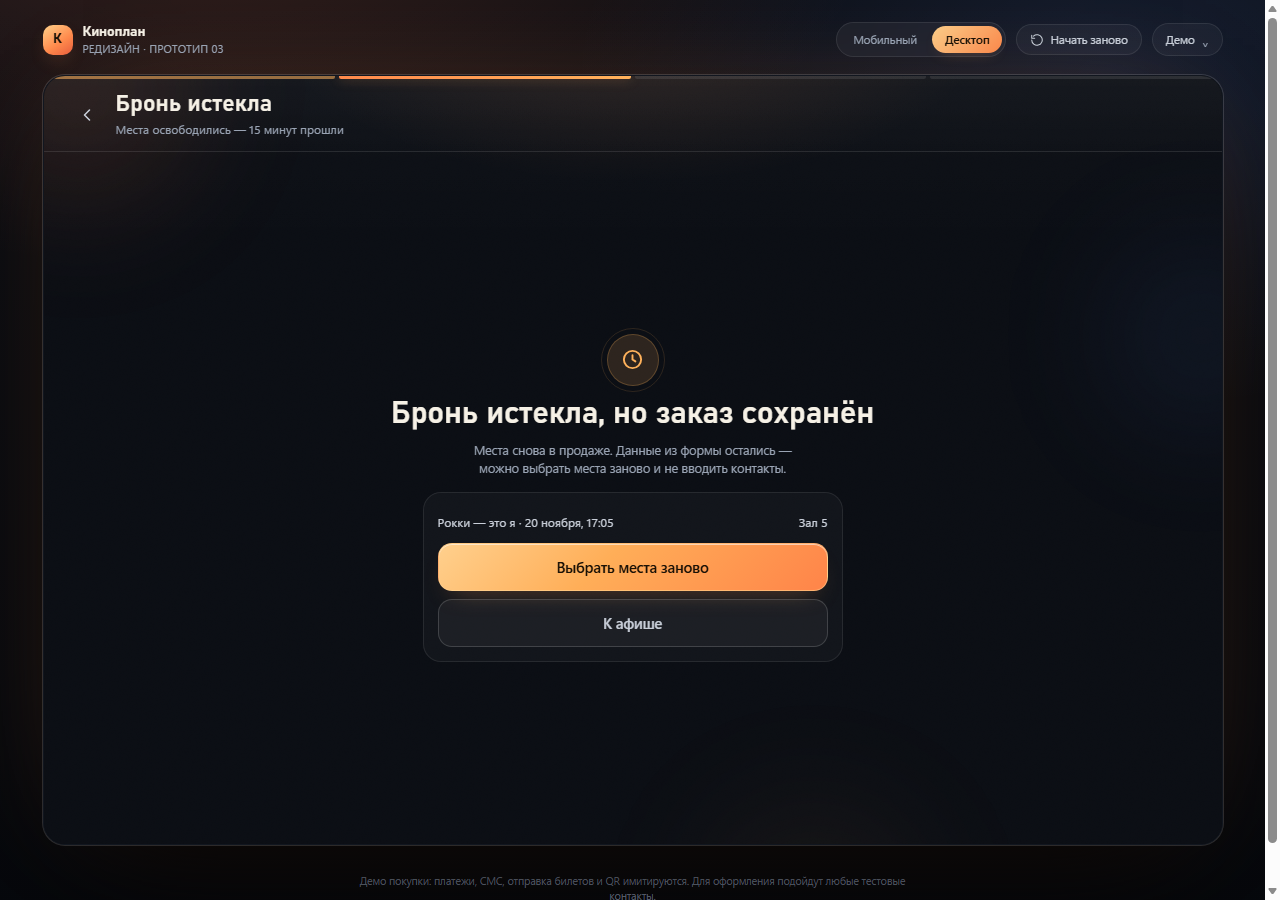 К
Киноплан
РЕДИЗАЙН · ПРОТОТИП 03
Мобильный
Десктоп
Начать заново
Демо
Бронь истекла
Места освободились — 15 минут прошли
Бронь истекла, но заказ сохранён
Места снова в продаже. Данные из формы остались —
можно выбрать места заново и не вводить контакты.
Рокки — это я · 20 ноября, 17:05
Зал 5
Выбрать места заново
К афише
Демо покупки: платежи, СМС, отправка билетов и QR имитируются. Для оформления подойдут любые тестовые
контакты.